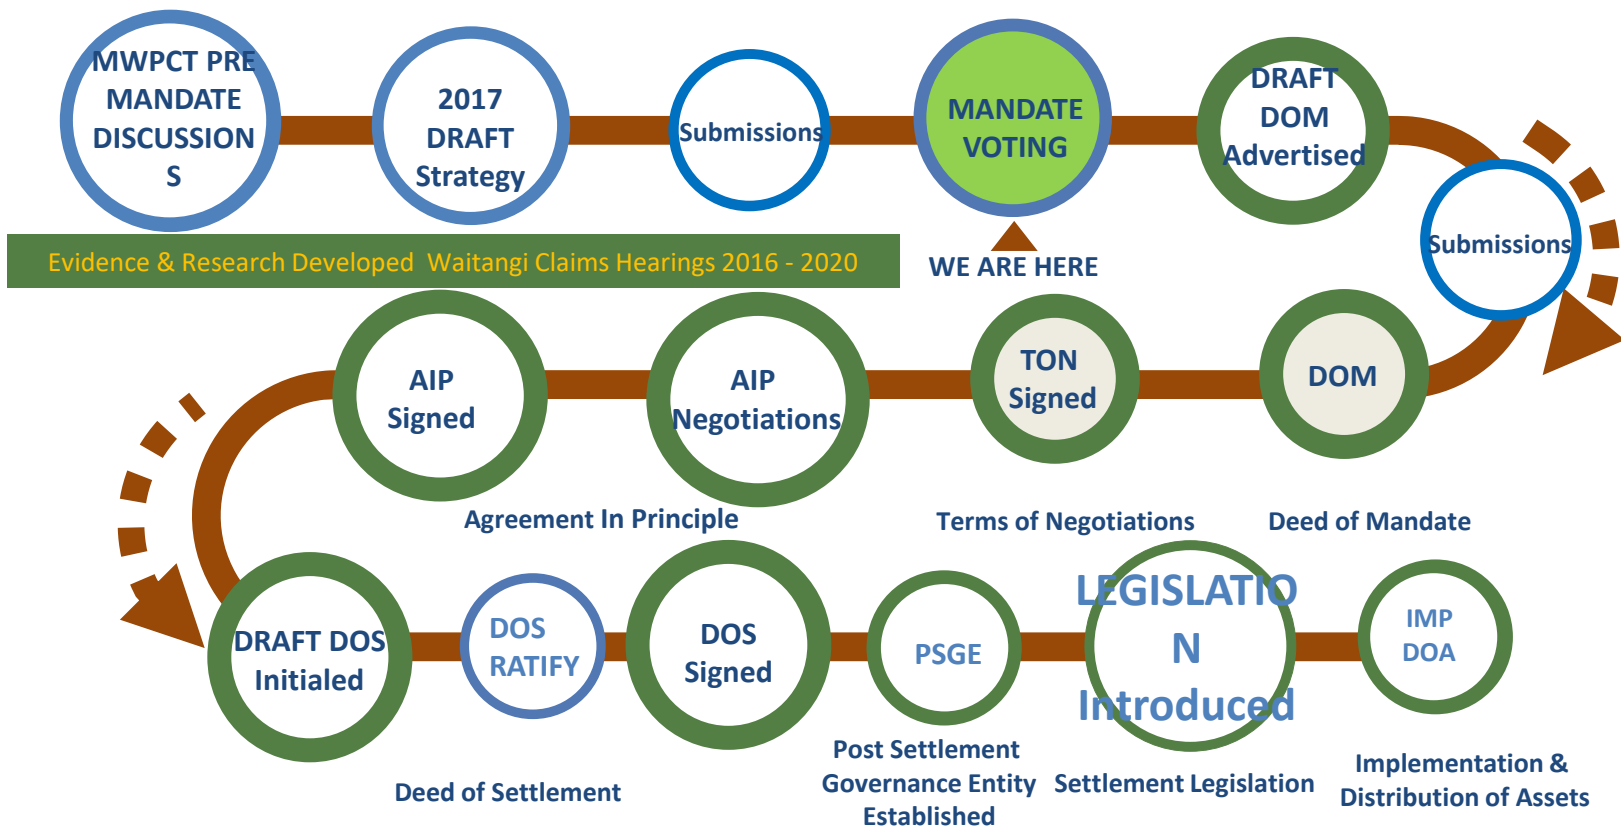 MWPCT PRE
MANDATE
DISCUSSION
S
2017
DRAFT
Strategy
Submissions
MANDATE
VOTING
DRAFT
DOM
Advertised
Submissions
Evidence & Research Developed  Waitangi Claims Hearings 2016 - 2020
WE ARE HERE
AIP
Signed
AIP
Negotiations
TON
Signed
DOM
Agreement In Principle
Terms of Negotiations
Deed of Mandate
DRAFT DOS
Initialed
DOS
RATIFY
DOS
Signed
PSGE
LEGISLATIO
N
Introduced
IMP
DOA
Deed of Settlement
Post Settlement
Governance Entity
Established
Settlement Legislation
Implementation &
Distribution of Assets